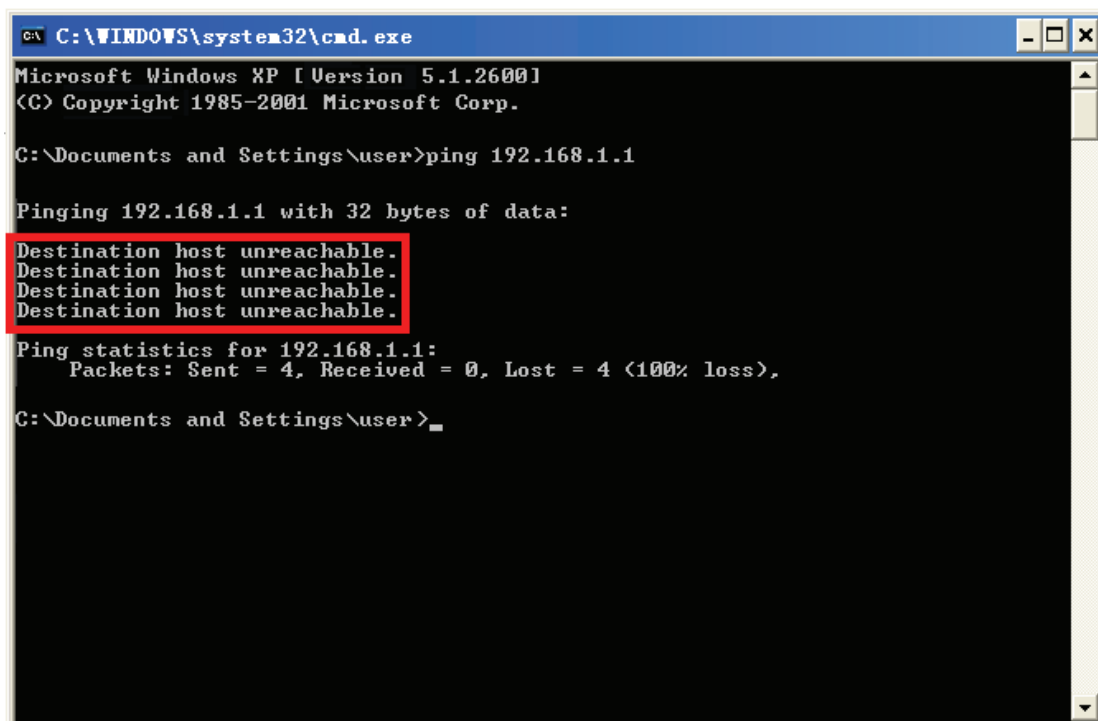 C:\WINDOWS\system32\cmd.exe
Microsoft Windows XP [Version 5.1.2600]
(C) Copyright 1985-2001 Microsoft Corp.
C:\Documents and Settings\user>ping 192.168.1.1
Pinging 192.168.1.1 with 32 bytes of data:
Destination host unreachable.
Destination host unreachable.
Destination host unreachable.
Destination host unreachable.
Ping statistics for 192.168.1.1:
Packets: Sent = 4, Received = 0, Lost = 4 (100% loss),
C:\Documents and Settings\user>_